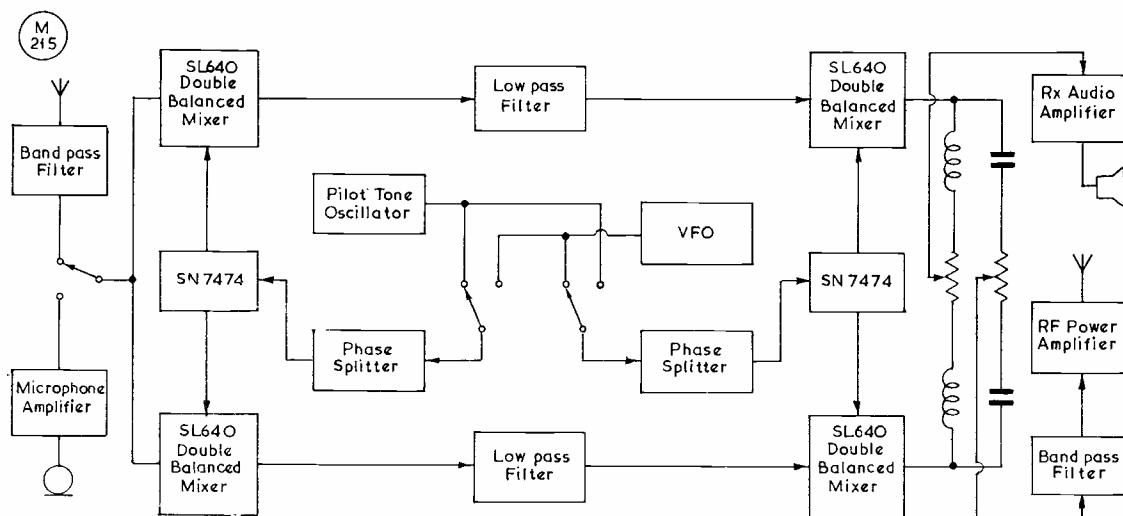 M
215
SL640
Double
Balanced
Mixer
Low pass
Filter
SL640
Double
Balanced
Mixer
Rx Audio
Amplifier
Band pass
Filter
Pilot Tone
Oscillator
VFO
SN7474
SN7474
Phase
Splitter
Phase
Splitter
RF Power
Amplifier
Microphone
Amplifier
SL640
Double
Balanced
Mixer
Low pass
Filter
SL640
Double
Balanced
Mixer
Band pass
Filter